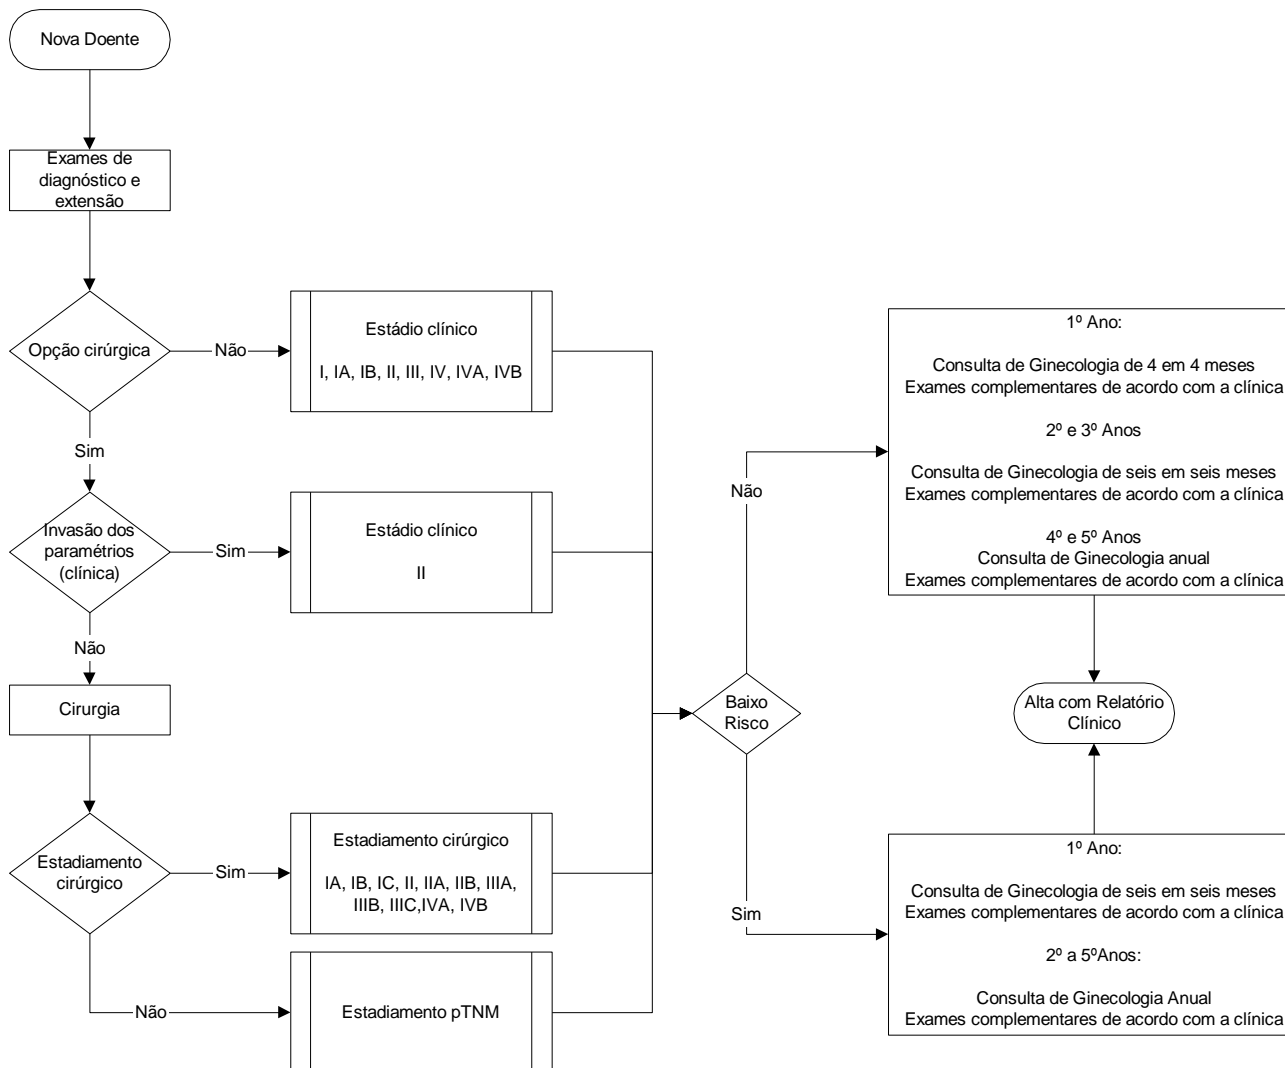 Nova Doente
Exames de
diagnóstico e
extensão
Opção cirúrgica
Não
Estádio clínico
I, IA, IB, II, III, IV, IVA, IVB
Sim
Invasão dos
paramétrios
(clínica)
Sim
Estádio clínico
II
Não
Cirurgia
Estadiamento
cirúrgico
Sim
Estadiamento cirúrgico
IA, IB, IC, II, IIA, IIB, IIIA,
IIIB, IIIC,IVA, IVB
Não
Estadiamento pTNM
Baixo
Risco
Não
1º Ano:
Consulta de Ginecologia de 4 em 4 meses
Exames complementares de acordo com a clínica
2º e 3º Anos
Consulta de Ginecologia de seis em seis meses
Exames complementares de acordo com a clínica
4º e 5º Anos
Consulta de Ginecologia anual
Exames complementares de acordo com a clínica
Alta com Relatório
Clínico
Sim
1º Ano:
Consulta de Ginecologia de seis em seis meses
Exames complementares de acordo com a clínica
2º a 5ºAnos:
Consulta de Ginecologia Anual
Exames complementares de acordo com a clínica